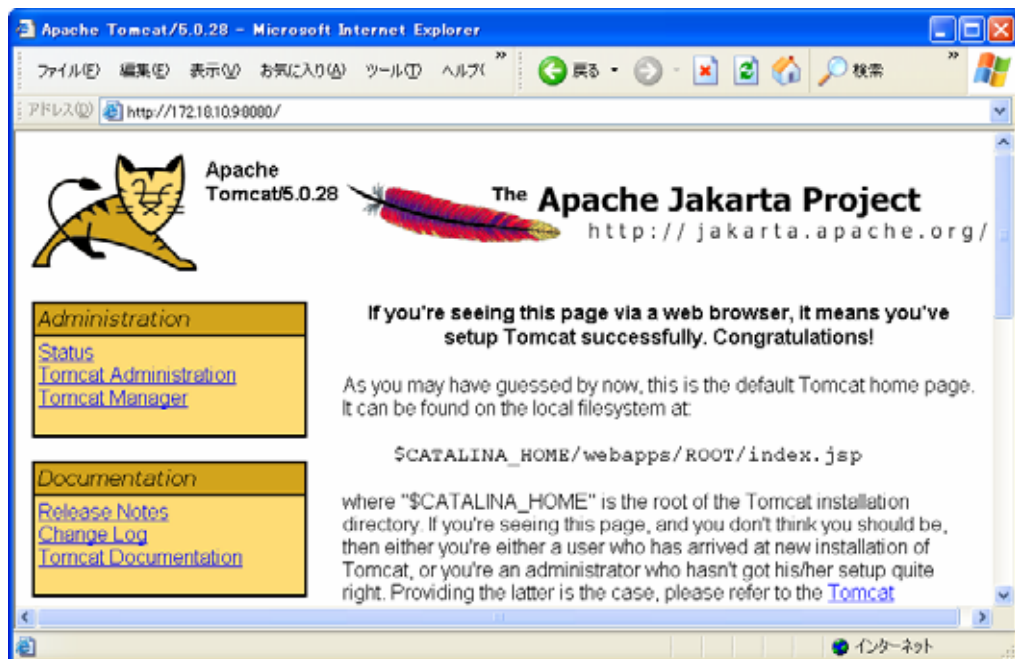 Apache Tomcat/5.0.28 - Microsoft Internet Explorer
ファイル(F) 編集(E) 表示(V) お気に入り(A) ツール(T) ヘルプ( » 戻る 検索 »
アドレス(D) http://172.18.10.9:8080/
Apache
Tomcat/5.0.28
The Apache Jakarta Project
http://jakarta.apache.org/
Administration
Status
Tomcat Administration
Tomcat Manager
Documentation
Release Notes
Change Log
Tomcat Documentation
If you're seeing this page via a web browser, it means you've
setup Tomcat successfully. Congratulations!
As you may have guessed by now, this is the default Tomcat home page.
It can be found on the local filesystem at:
$CATALINA_HOME/webapps/ROOT/index.jsp
where "$CATALINA_HOME" is the root of the Tomcat installation
directory. If you're seeing this page, and you don't think you should be,
then either you're either a user who has arrived at new installation of
Tomcat, or you're an administrator who hasn't got his/her setup quite
right. Providing the latter is the case, please refer to the Tomcat
インターネット